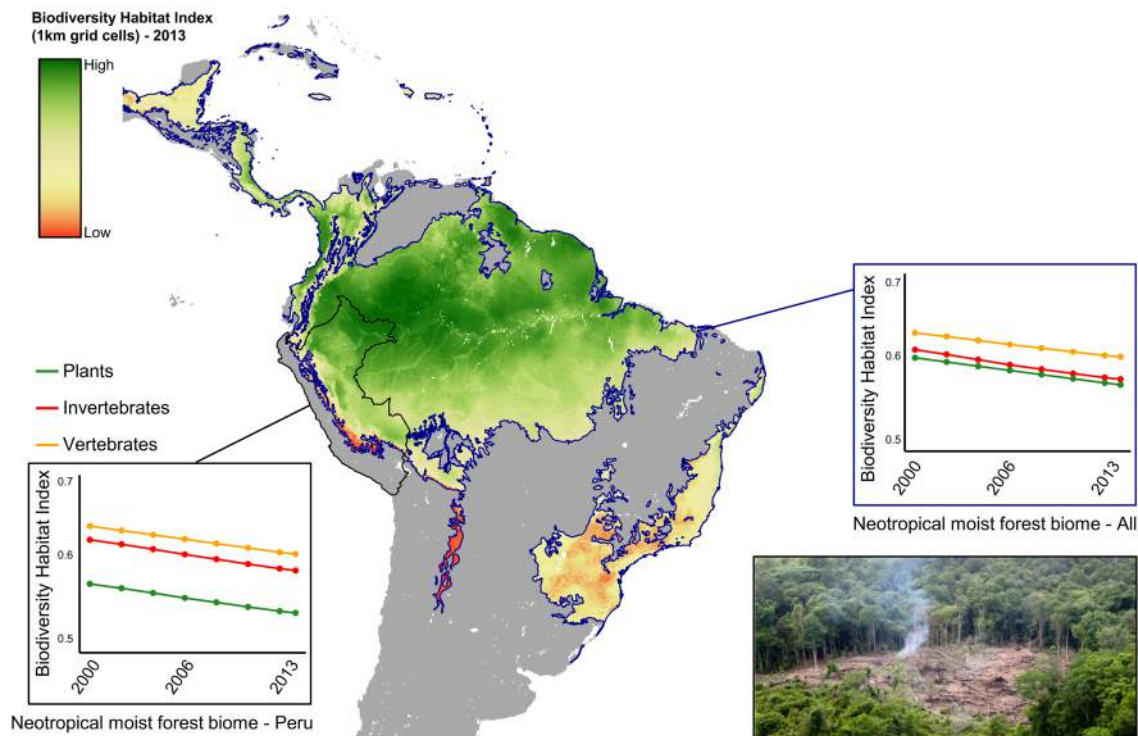 Biodiversity Habitat Index
(1km grid cells) - 2013
High
Low
Plants
Invertebrates
Vertebrates
Biodiversity Habitat Index
0.7
0.6
0.5
2000
2006
2013
Neotropical moist forest biome - All
Biodiversity Habitat Index
0.7
0.6
0.5
2000
2006
2013
Neotropical moist forest biome - Peru